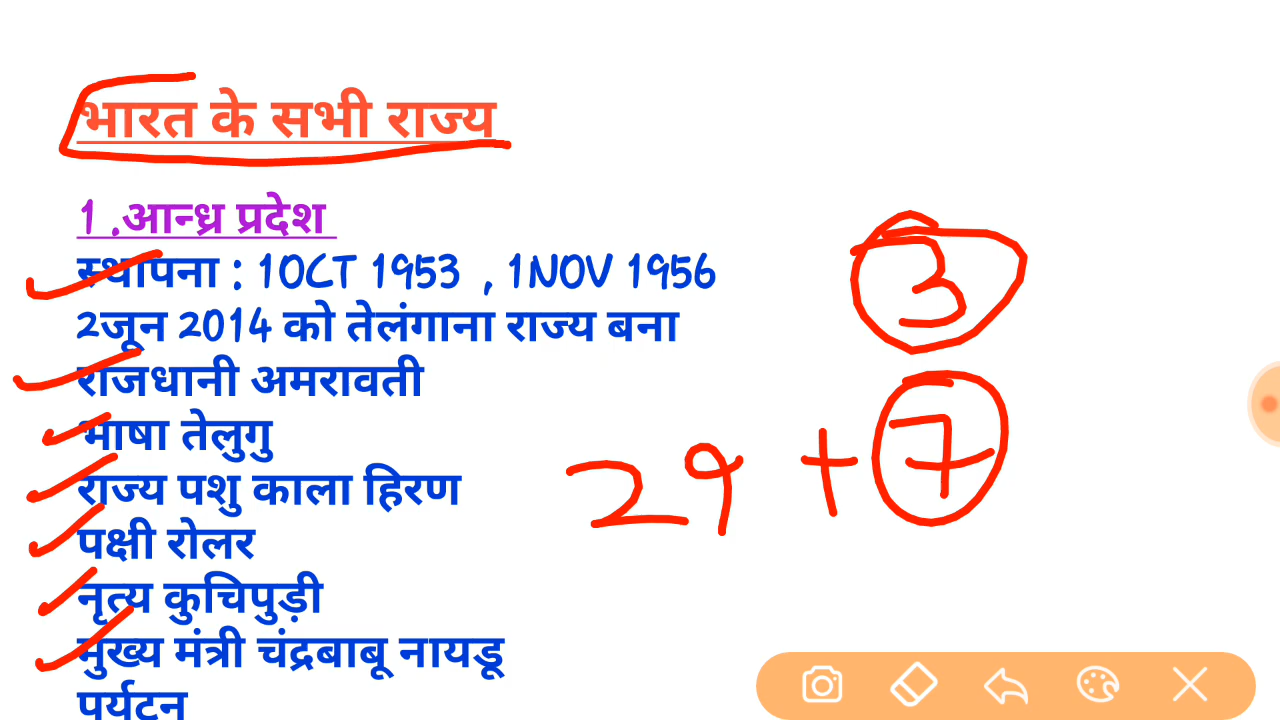 भारत के सभी राज्य
1 .आन्ध्र प्रदेश
स्थापना : 1OCT 1953 , 1NOV 1956
2जून 2014 को तेलंगाना राज्य बना
राजधानी अमरावती
भाषा तेलुगु
राज्य पशु काला हिरण
पक्षी रोलर
नृत्य कुचिपुड़ी
मुख्य मंत्री चंद्रबाबू नायडू
पर्यटन
3
29 + 7